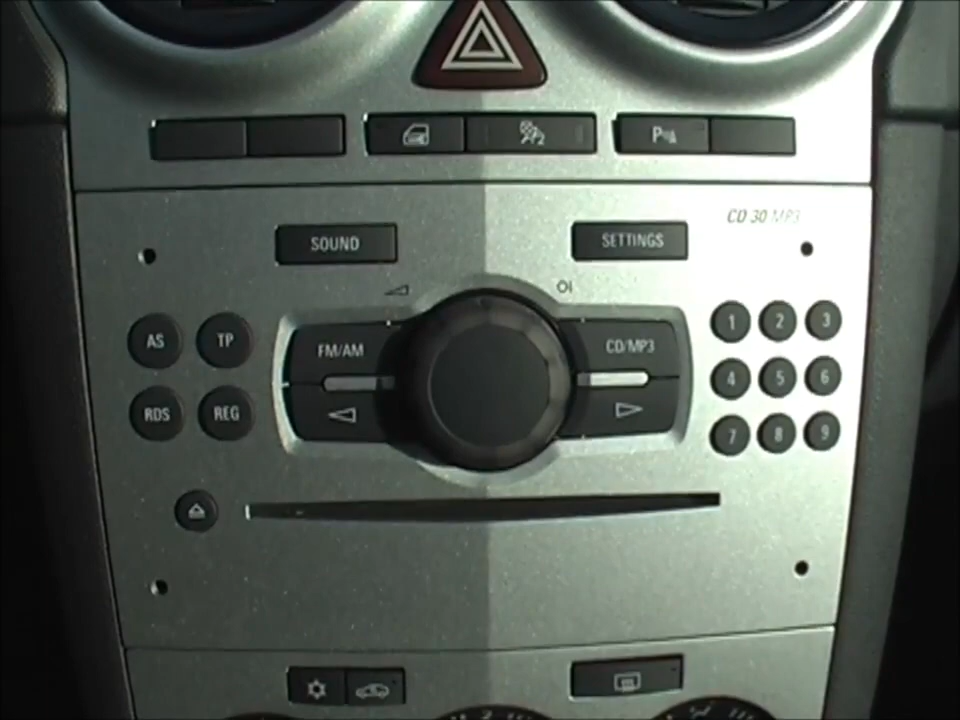 P
CD 30 MP3
SOUND
SETTINGS
AS TP
FM/AM
CD/MP3
1 2 3
4 5 6
7 8 9
RDS REG
2